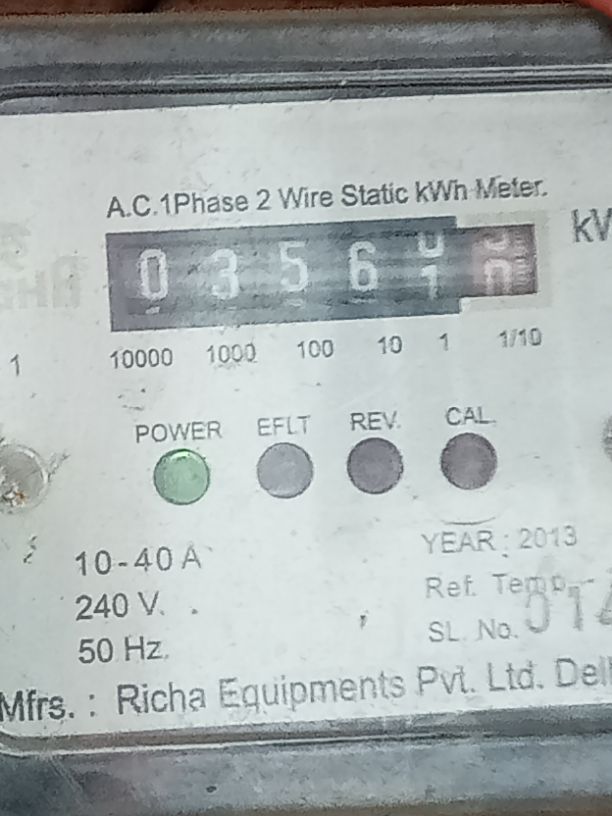 A.C.1Phase 2 Wire Static kWh Meter.
0 3 5 6
10000 1000 100 10 1 1/10
1
POWER EFLT REV. CAL.
10-40 A
240 V.
50 Hz.
YEAR : 2013
Ref. Temp.
SL. No.
Mfrs. : Richa Equipments Pvt. Ltd.